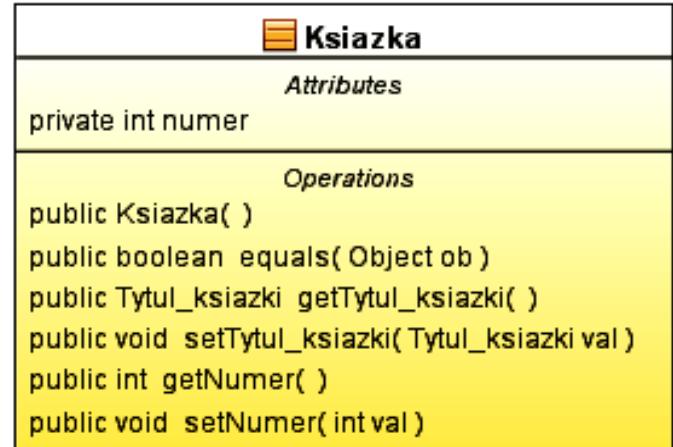 Ksiazka
Attributes
private int numer
Operations
public Ksiazka( )
public boolean equals( Object ob )
public Tytul_ksiazki getTytul_ksiazki( )
public void setTytul_ksiazki( Tytul_ksiazki val )
public int getNumer( )
public void setNumer( int val )